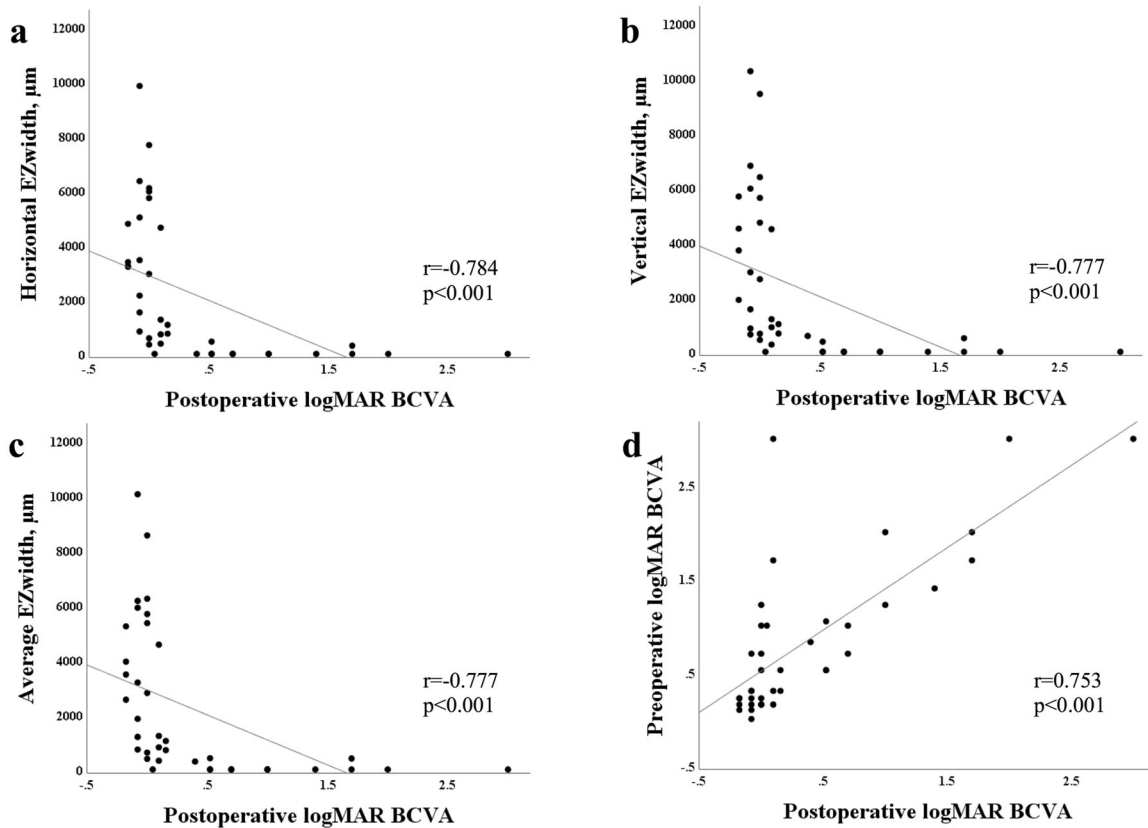 a
12000
10000
8000
6000
4000
2000
0
Horizontal EZwidth, µm
r=-0.784
p<0.001
-.5 .5 1.5 2.5
Postoperative logMAR BCVA
b
12000
10000
8000
6000
4000
2000
0
Vertical EZwidth, µm
r=-0.777
p<0.001
-.5 .5 1.5 2.5
Postoperative logMAR BCVA
c
12000
10000
8000
6000
4000
2000
0
Average EZwidth, µm
r=-0.777
p<0.001
-.5 .5 1.5 2.5
Postoperative logMAR BCVA
d
2.5
1.5
.5
-.5
Preoperative logMAR BCVA
r=0.753
p<0.001
-.5 .5 1.5 2.5
Postoperative logMAR BCVA